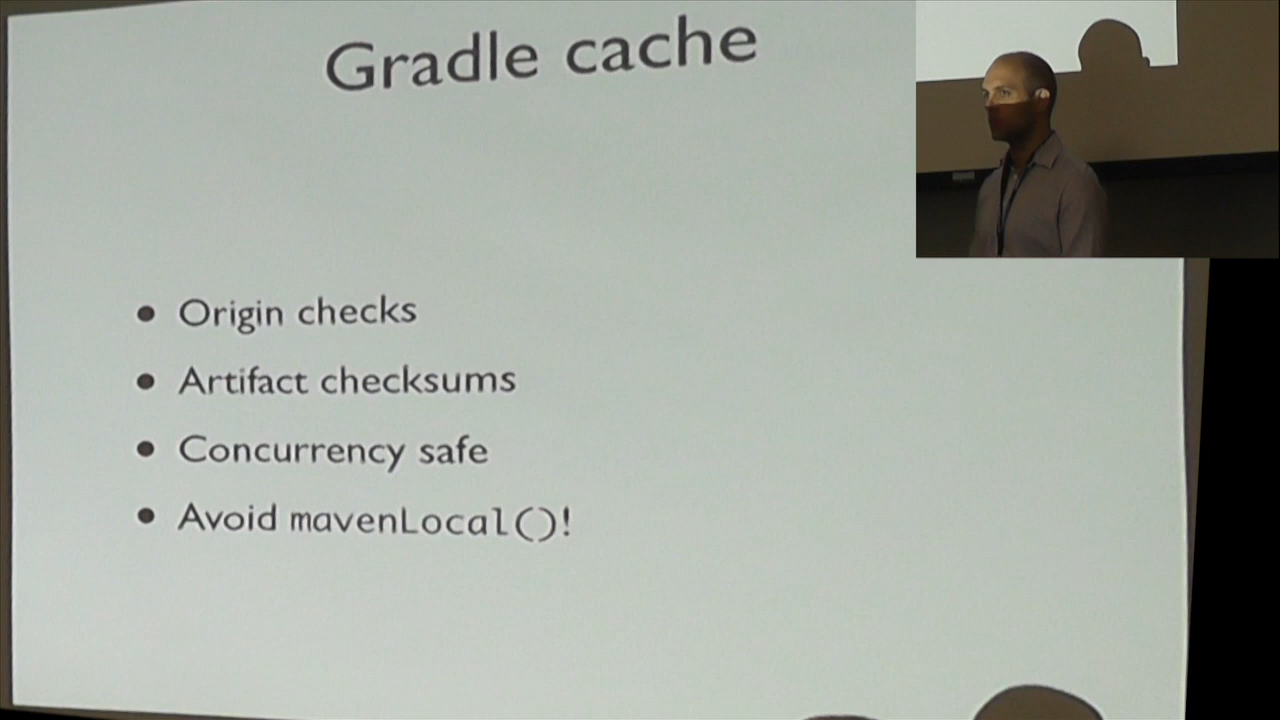 Gradle cache
Origin checks
Artifact checksums
Concurrency safe
Avoid mavenLocal()!